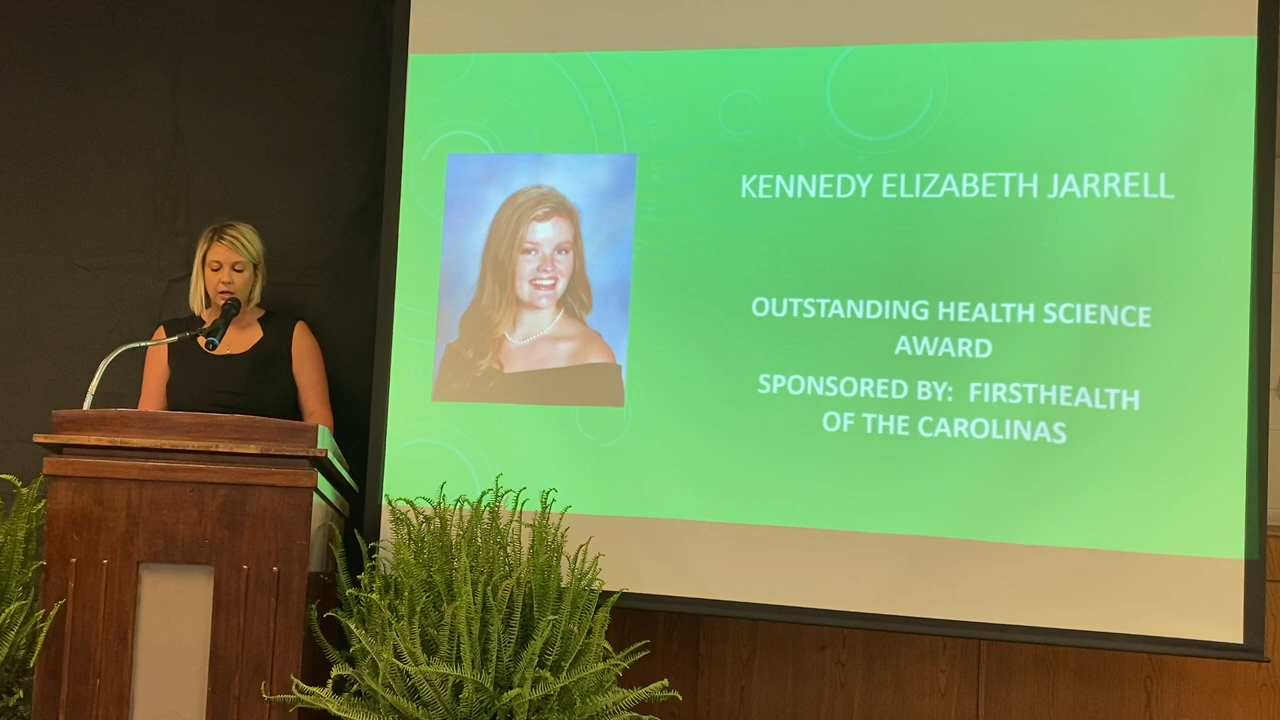 KENNEDY ELIZABETH JARRELL
OUTSTANDING HEALTH SCIENCE
AWARD
SPONSORED BY: FIRSTHEALTH
OF THE CAROLINAS